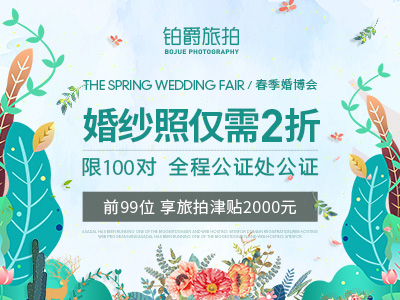 铂爵旅拍
BOJUE PHOTOGRAPHY
THE SPRING WEDDING FAIR / 春季婚博会
婚纱照仅需2折
限100对 全程公证处公证
前99位 享旅拍津贴2000元